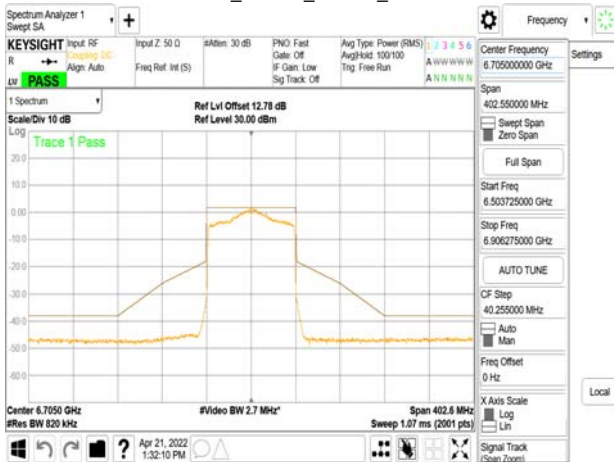 Spectrum Analyzer 1
Swept SA
+
Frequency
KEYSIGHT
R
LV PASS
Input: RF
Coupling: DC
Align: Auto
Input Z: 50 Ω
Freq Ref: Int (S)
#Atten: 30 dB
PNO: Fast
Gate: Off
IF Gain: Low
Sig Track: Off
Avg Type: Power (RMS)
Avg|Hold: 100/100
Trig: Free Run
1 2 3 4 5 6
A W W W W W
A N N N N N
1 Spectrum
Scale/Div 10 dB
Ref Lvl Offset 12.78 dB
Ref Level 30.00 dBm
Log
Trace 1 Pass
20.0
10.0
0.00
-10.0
-20.0
-30.0
-40.0
-50.0
-60.0
Center 6.7050 GHz
#Res BW 820 kHz
#Video BW 2.7 MHz*
Span 402.6 MHz
Sweep 1.07 ms (2001 pts)
?
Apr 21, 2022
1:32:10 PM
Center Frequency
6.705000000 GHz
Span
402.550000 MHz
Swept Span
Zero Span
Full Span
Start Freq
6.503725000 GHz
Stop Freq
6.906275000 GHz
AUTO TUNE
CF Step
40.255000 MHz
Auto
Man
Freq Offset
0 Hz
X Axis Scale
Log
Lin
Signal Track
(Span Zoom)
Settings
Local